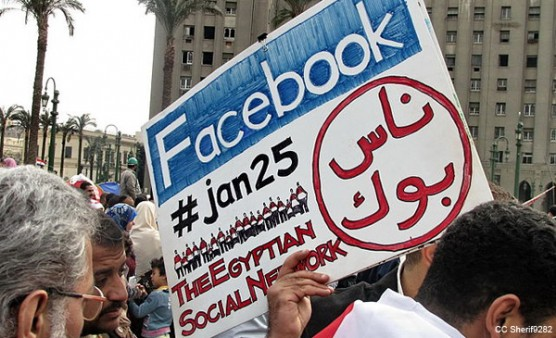 Facebook
#jan25
ناس
بوك
THE EGYPTIAN
SOCIAL NETWORK
CC Sherif9282